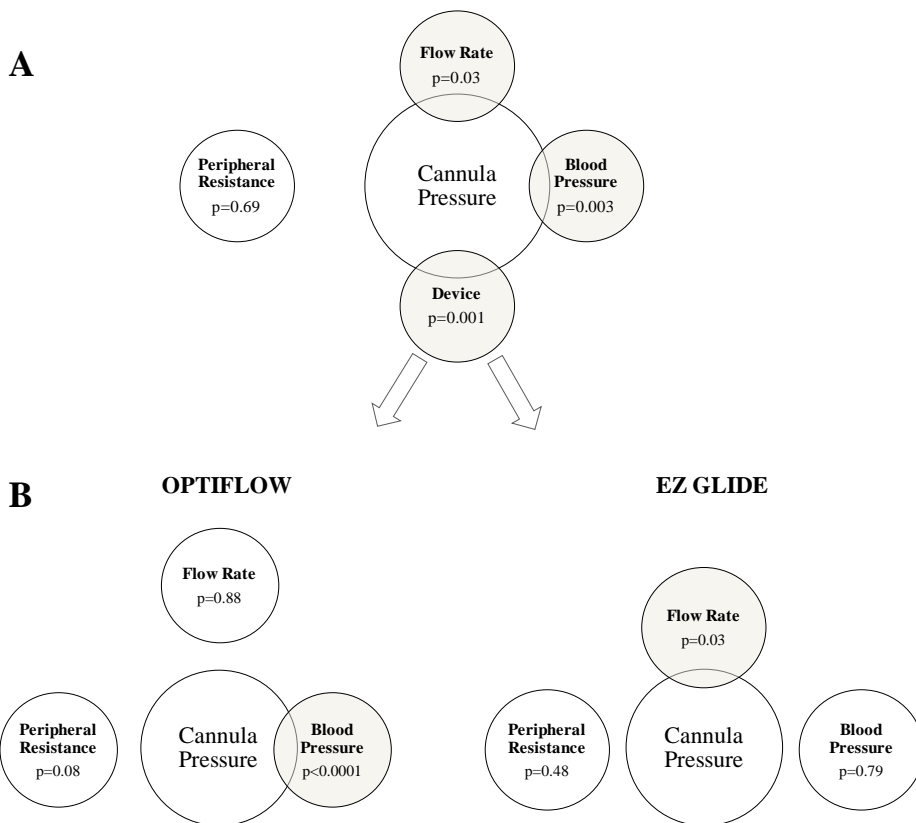 A
Flow Rate
p=0.03
Peripheral
Resistance
p=0.69
Cannula
Pressure
Blood
Pressure
p=0.003
Device
p=0.001
B
OPTIFLOW
EZ GLIDE
Flow Rate
p=0.88
Peripheral
Resistance
p=0.08
Cannula
Pressure
Blood
Pressure
p<0.0001
Flow Rate
p=0.03
Peripheral
Resistance
p=0.48
Cannula
Pressure
Blood
Pressure
p=0.79